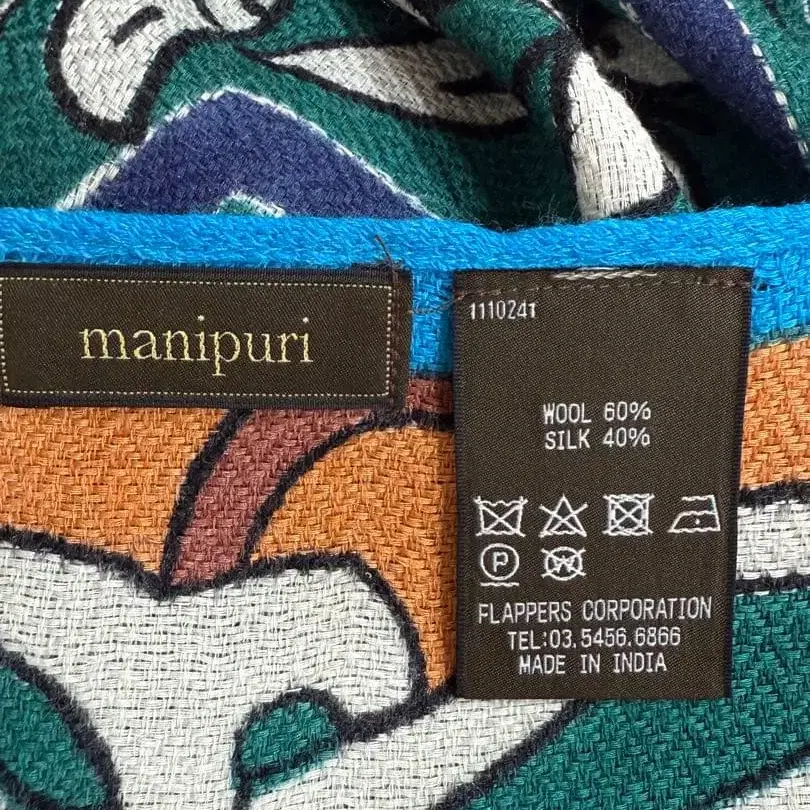 manipuri
1110241
WOOL 60%
SILK 40%
P
W
FLAPPERS CORPORATION
TEL:03.5456.6866
MADE IN INDIA